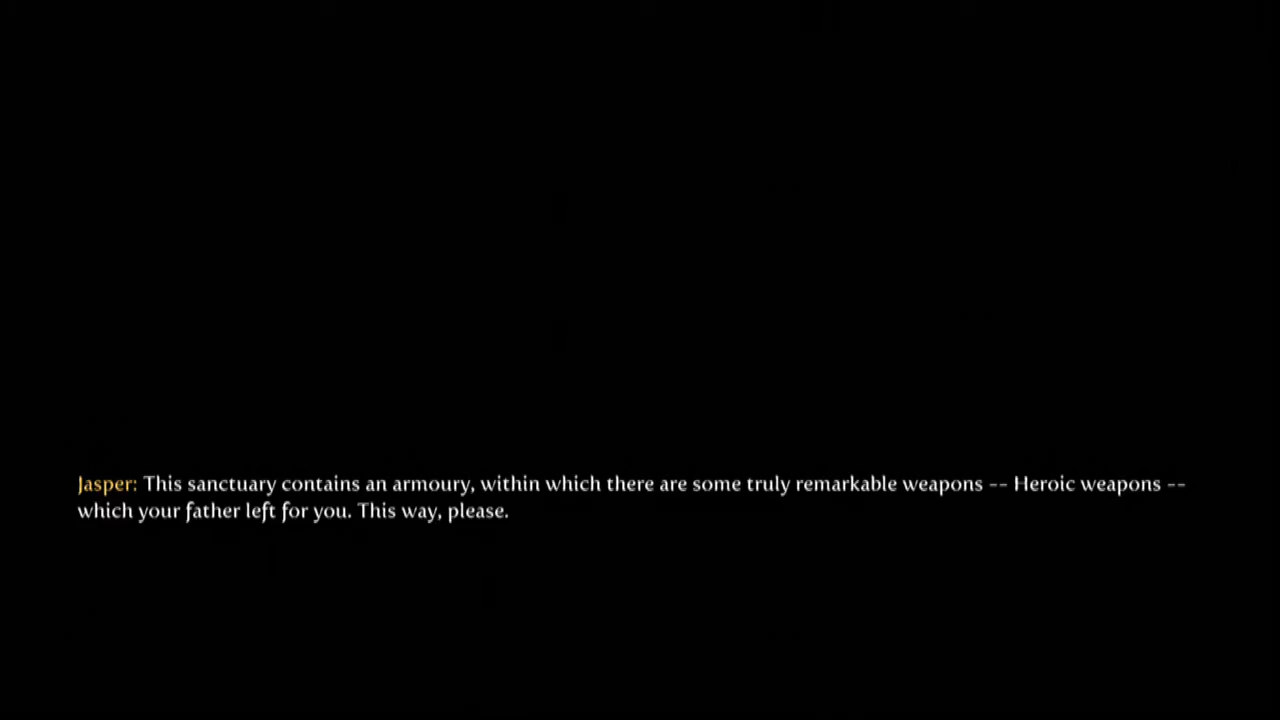 Jasper: This sanctuary contains an armoury, within which there are some truly remarkable weapons -- Heroic weapons --
which your father left for you. This way, please.